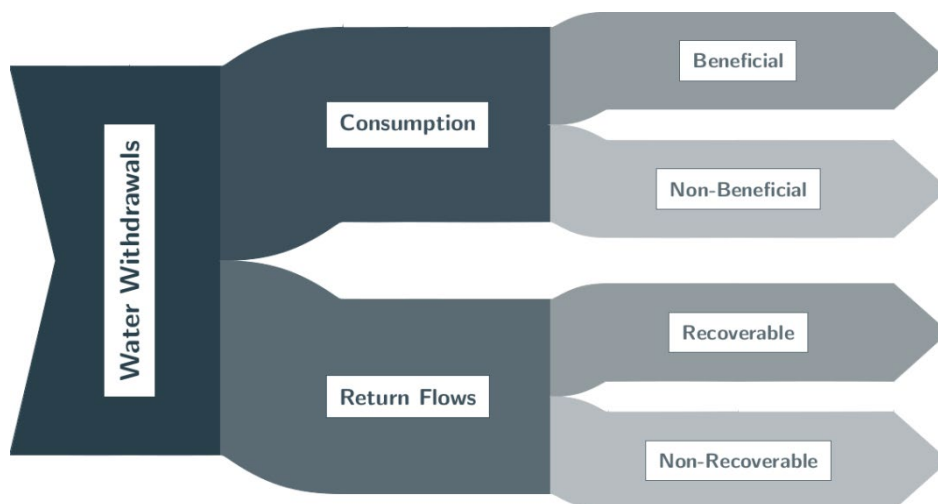 Water Withdrawals
Consumption
Beneficial
Non-Beneficial
Return Flows
Recoverable
Non-Recoverable